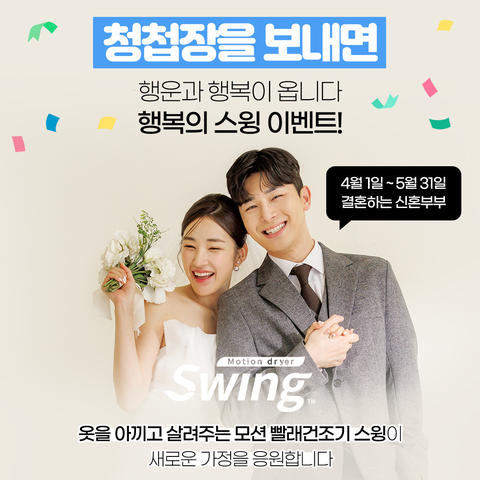 청첩장을 보내면
행운과 행복이 옵니다
행복의 스윙 이벤트!
4월 1일 ~ 5월 31일
결혼하는 신혼부부
Motion dryer
Swing™
옷을 아끼고 살려주는 모션 빨래건조기 스윙이
새로운 가정을 응원합니다